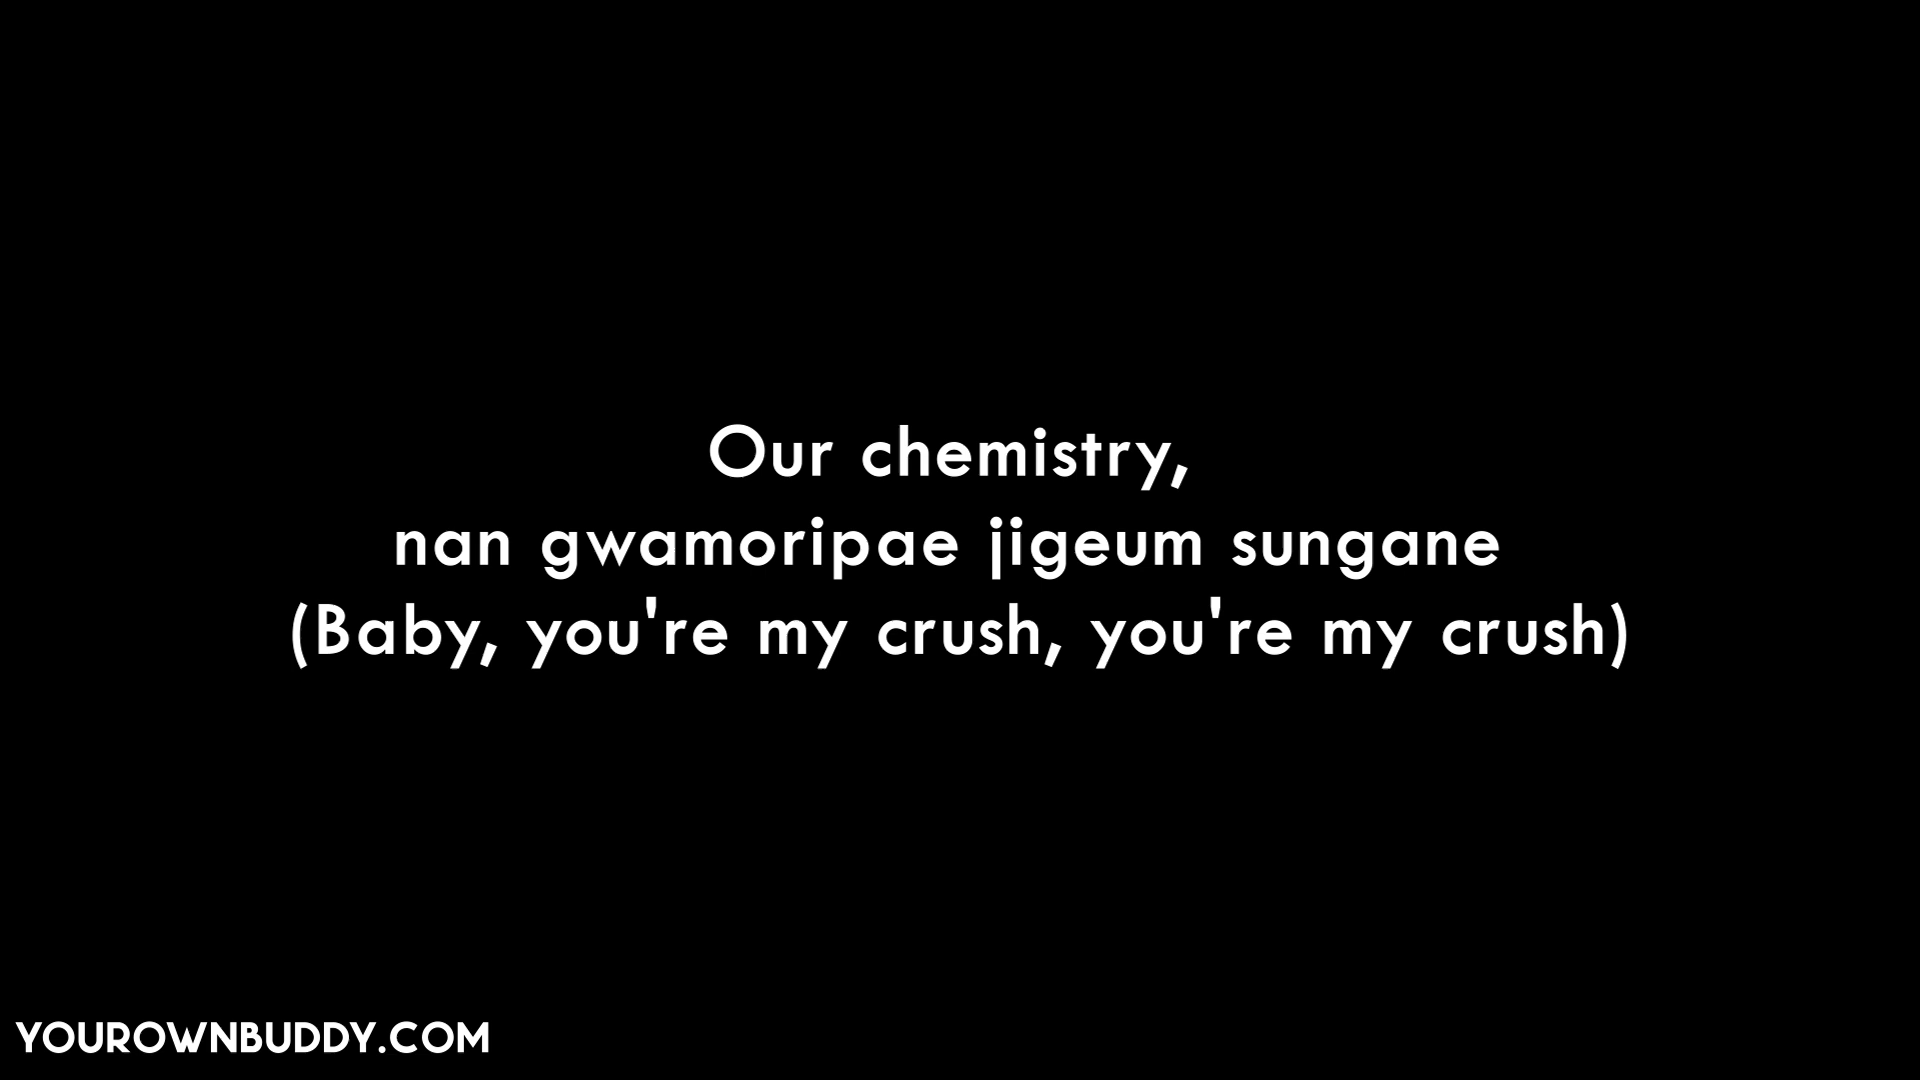 Our chemistry,
nan gwamoripae jigeum sungane
(Baby, you're my crush, you're my crush)
YOUROWNBUDDY.COM